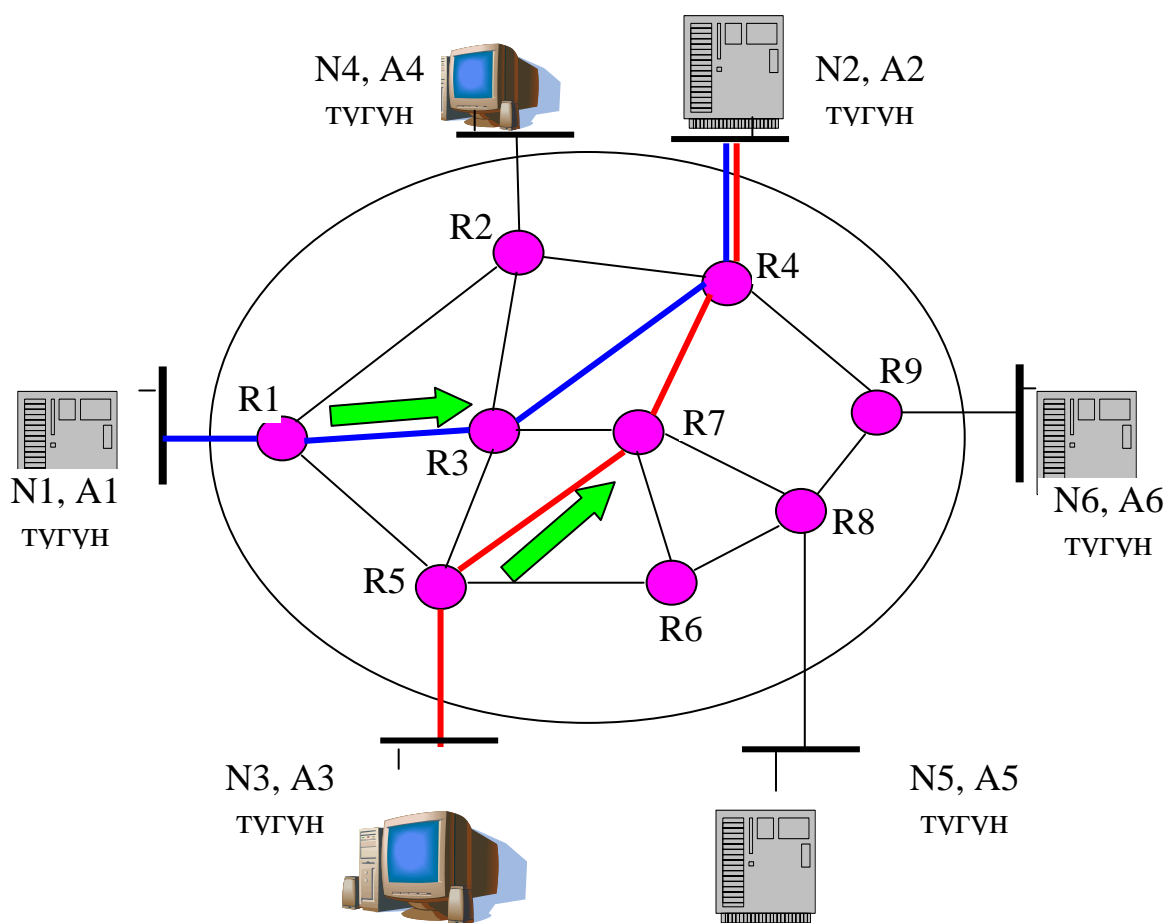 N4, A4
тугун
N2, A2
тугун
R2
R4
R1
R9
R3
R7
N1, A1
тугун
R8
N6, A6
тугун
R5
R6
N3, A3
тугун
N5, A5
тугун